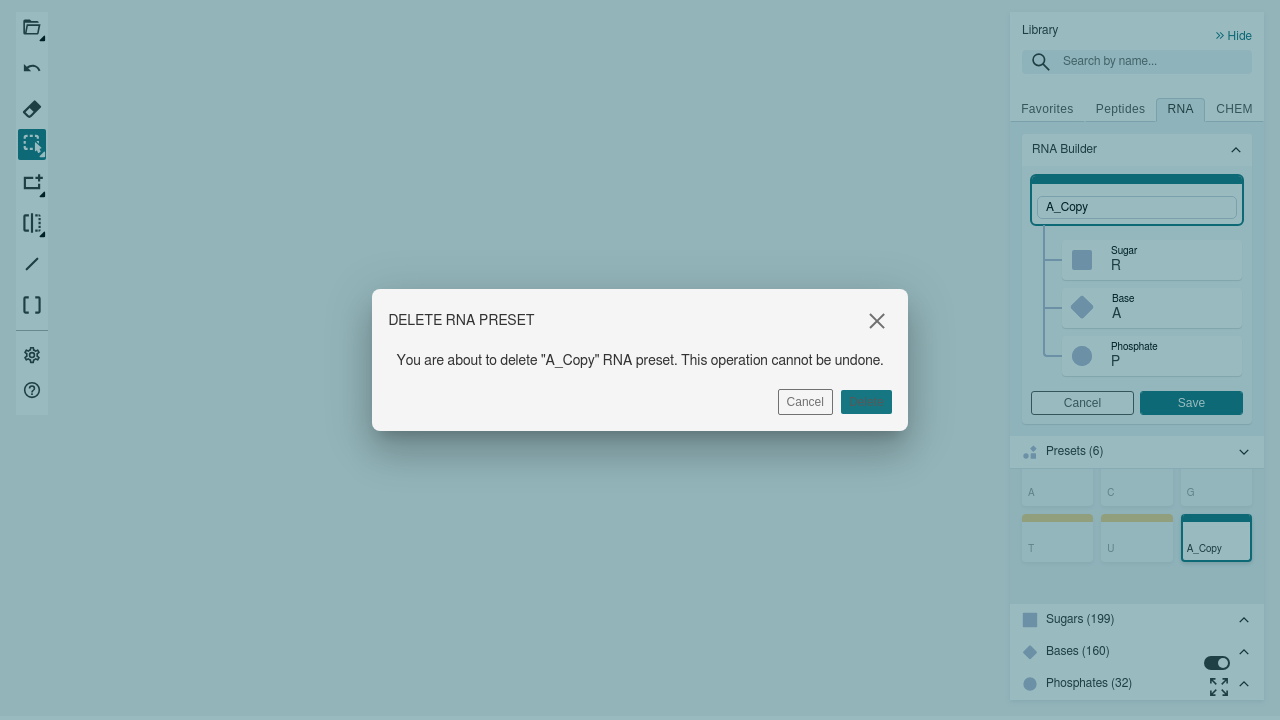 Library
Hide
Search by name...
Favorites Peptides RNA CHEM
RNA Builder
A_Copy
Sugar
R
Base
A
Phosphate
P
Cancel Save
DELETE RNA PRESET
You are about to delete "A_Copy" RNA preset. This operation cannot be undone.
Cancel
Presets (6)
A C G
T U A_Copy
Sugars (199)
Bases (160)
Phosphates (32)